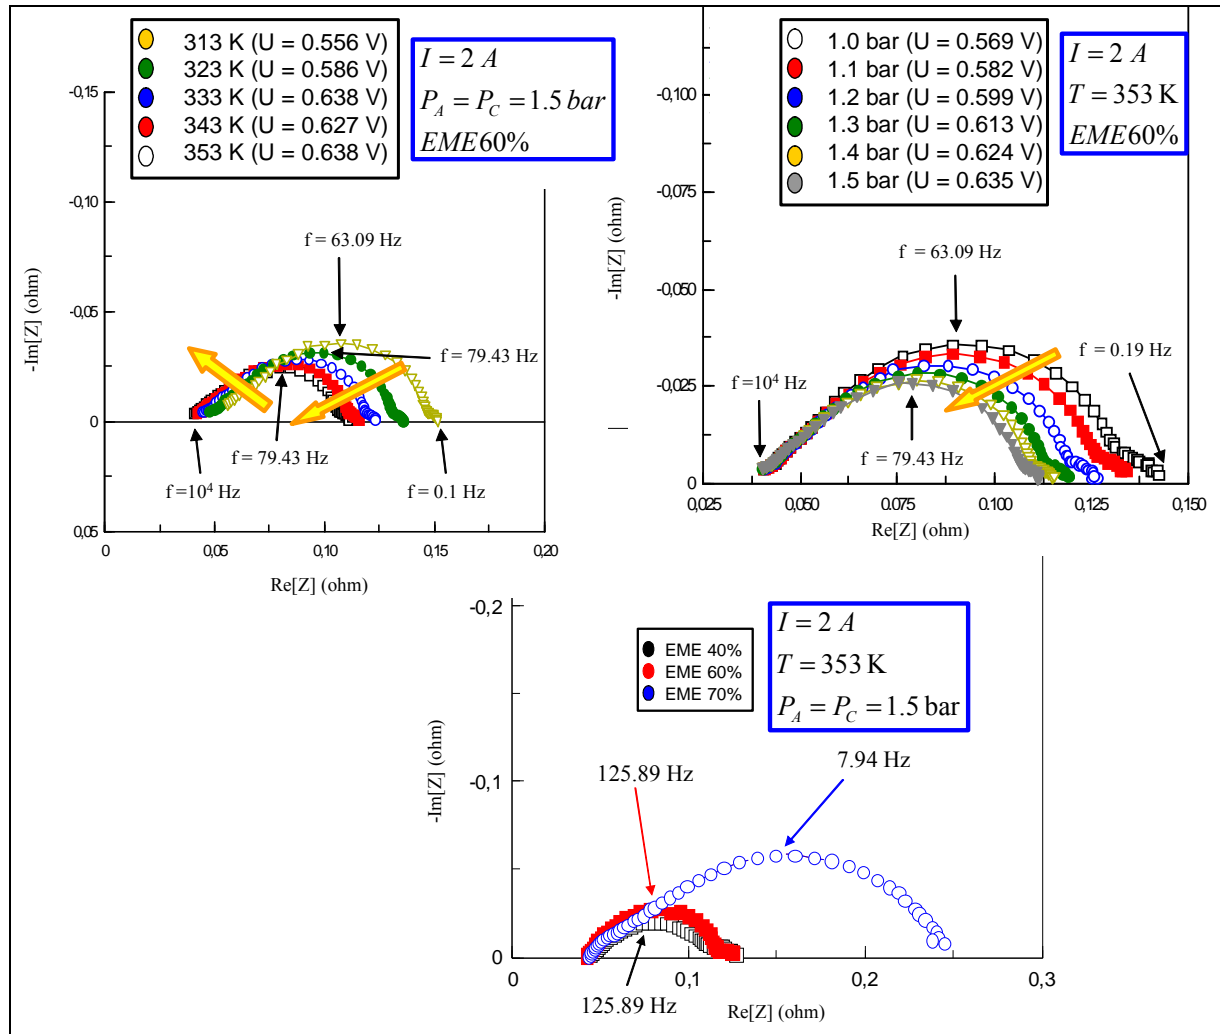 313 K (U = 0.556 V)
323 K (U = 0.586 V)
333 K (U = 0.638 V)
343 K (U = 0.627 V)
353 K (U = 0.638 V)
I = 2 A
P_A = P_C = 1.5 bar
EME60%
-0,15
-0,10
-0,05
0
0,05
-Im[Z] (ohm)
f = 63.09 Hz
f = 79.43 Hz
f = 79.43 Hz
f =10⁴ Hz
f = 0.1 Hz
0
0,05
0,10
0,15
0,20
Re[Z] (ohm)
1.0 bar (U = 0.569 V)
1.1 bar (U = 0.582 V)
1.2 bar (U = 0.599 V)
1.3 bar (U = 0.613 V)
1.4 bar (U = 0.624 V)
1.5 bar (U = 0.635 V)
I = 2 A
T = 353 K
EME60%
-0,100
-0,075
-0,050
-0.025
0
-Im[Z] (ohm)
f = 63.09 Hz
f = 0.19 Hz
f =10⁴ Hz
f = 79.43 Hz
0.025
0,050
0.075
0.100
0,125
0,150
Re[Z] (ohm)
EME 40%
EME 60%
EME 70%
I = 2 A
T = 353 K
P_A = P_C = 1.5 bar
-0,2
-0,1
0
-Im[Z] (ohm)
125.89 Hz
7.94 Hz
125.89 Hz
0
0,1
0,2
0,3
Re[Z] (ohm)